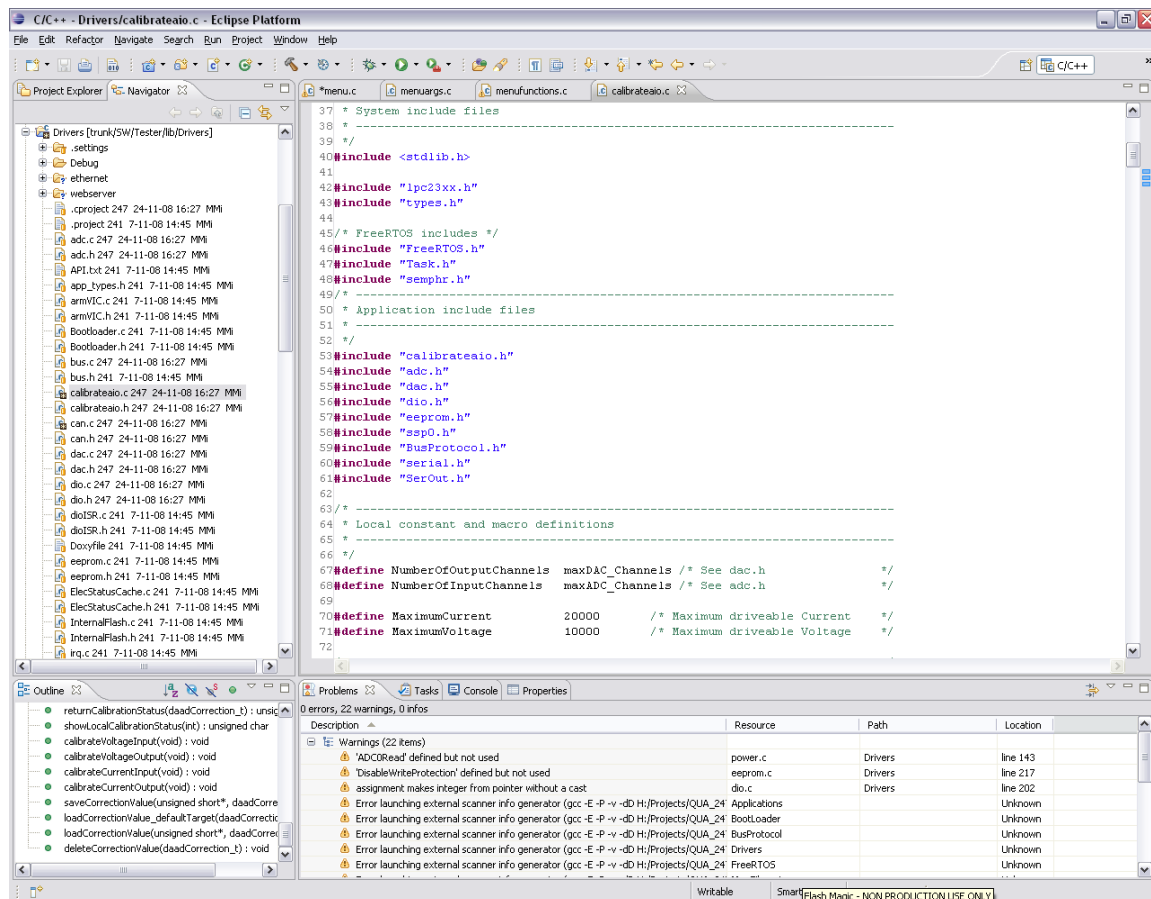 C/C++ - Drivers/calibrateaio.c - Eclipse Platform
File Edit Refactor Navigate Search Run Project Window Help
C/C++
Project Explorer Navigator
*menu.c menuargs.c menufunctions.c calibrateaio.c
Drivers [trunk/SW/Tester/lib/Drivers]
.settings
Debug
ethernet
webserver
.cproject 247 24-11-08 16:27 MMi
.project 241 7-11-08 14:45 MMi
adc.c 247 24-11-08 16:27 MMi
adc.h 247 24-11-08 16:27 MMi
API.txt 241 7-11-08 14:45 MMi
app_types.h 241 7-11-08 14:45 MMi
armVIC.c 241 7-11-08 14:45 MMi
armVIC.h 241 7-11-08 14:45 MMi
Bootloader.c 241 7-11-08 14:45 MMi
Bootloader.h 241 7-11-08 14:45 MMi
bus.c 247 24-11-08 16:27 MMi
bus.h 241 7-11-08 14:45 MMi
calibrateaio.c 247 24-11-08 16:27 MMi
calibrateaio.h 247 24-11-08 16:27 MMi
can.c 247 24-11-08 16:27 MMi
can.h 247 24-11-08 16:27 MMi
dac.c 247 24-11-08 16:27 MMi
dac.h 247 24-11-08 16:27 MMi
dio.c 247 24-11-08 16:27 MMi
dio.h 247 24-11-08 16:27 MMi
dioISR.c 241 7-11-08 14:45 MMi
dioISR.h 241 7-11-08 14:45 MMi
Doxyfile 241 7-11-08 14:45 MMi
eeprom.c 241 7-11-08 14:45 MMi
eeprom.h 241 7-11-08 14:45 MMi
ElecStatusCache.c 241 7-11-08 14:45 MMi
ElecStatusCache.h 241 7-11-08 14:45 MMi
InternalFlash.c 241 7-11-08 14:45 MMi
InternalFlash.h 241 7-11-08 14:45 MMi
irq.c 241 7-11-08 14:45 MMi
37 * System include files
38 * ---------------------------------------------------------------------------
39 */
40 #include <stdlib.h>
41
42 #include "lpc23xx.h"
43 #include "types.h"
44
45 /* FreeRTOS includes */
46 #include "FreeRTOS.h"
47 #include "Task.h"
48 #include "semphr.h"
49 /* ---------------------------------------------------------------------------
50 * Application include files
51 * ---------------------------------------------------------------------------
52 */
53 #include "calibrateaio.h"
54 #include "adc.h"
55 #include "dac.h"
56 #include "dio.h"
57 #include "eeprom.h"
58 #include "ssp0.h"
59 #include "BusProtocol.h"
60 #include "serial.h"
61 #include "SerOut.h"
62
63 /* ---------------------------------------------------------------------------
64 * Local constant and macro definitions
65 * ---------------------------------------------------------------------------
66 */
67 #define NumberOfOutputChannels maxDAC_Channels /* See dac.h */
68 #define NumberOfInputChannels maxADC_Channels /* See adc.h */
69
70 #define MaximumCurrent 20000 /* Maximum driveable Current */
71 #define MaximumVoltage 10000 /* Maximum driveable Voltage */
72
Outline
returnCalibrationStatus(daadCorrection_t) : unsig
showLocalCalibrationStatus(int) : unsigned char
calibrateVoltageInput(void) : void
calibrateVoltageOutput(void) : void
calibrateCurrentInput(void) : void
calibrateCurrentOutput(void) : void
saveCorrectionValue(unsigned short*, daadCorre
loadCorrectionValue_defaultTarget(daadCorrectic
loadCorrectionValue(unsigned short*, daadCorrec
deleteCorrectionValue(daadCorrection_t) : void
Problems Tasks Console Properties
0 errors, 22 warnings, 0 infos
Description Resource Path Location
Warnings (22 items)
'ADC0Read' defined but not used power.c Drivers line 143
'DisableWriteProtection' defined but not used eeprom.c Drivers line 217
assignment makes integer from pointer without a cast dio.c Drivers line 202
Error launching external scanner info generator (gcc -E -P -v -dD H:/Projects/QUA_24 Applications Unknown
Error launching external scanner info generator (gcc -E -P -v -dD H:/Projects/QUA_24 BootLoader Unknown
Error launching external scanner info generator (gcc -E -P -v -dD H:/Projects/QUA_24 BusProtocol Unknown
Error launching external scanner info generator (gcc -E -P -v -dD H:/Projects/QUA_24 Drivers Unknown
Error launching external scanner info generator (gcc -E -P -v -dD H:/Projects/QUA_24 FreeRTOS Unknown
Writable Smart
Flash Magic - NON PRODUCTION USE ONLY